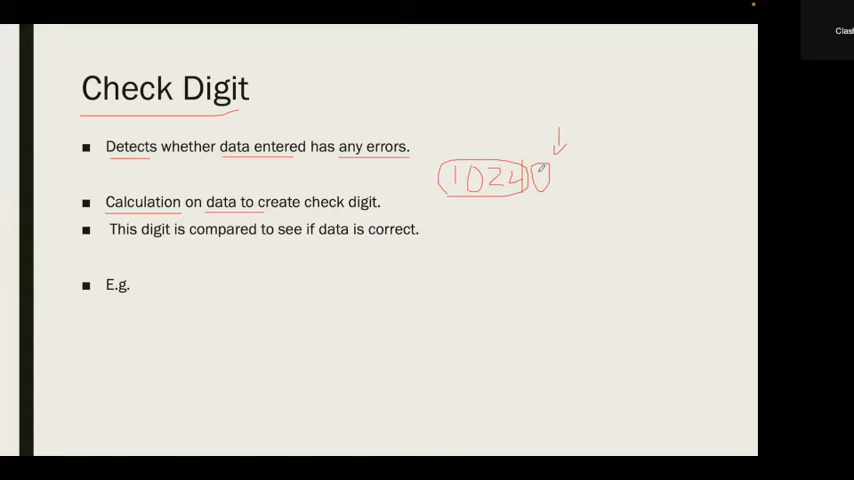 Clash
Check Digit
■ Detects whether data entered has any errors.
10240
■ Calculation on data to create check digit.
■ This digit is compared to see if data is correct.
■ E.g.